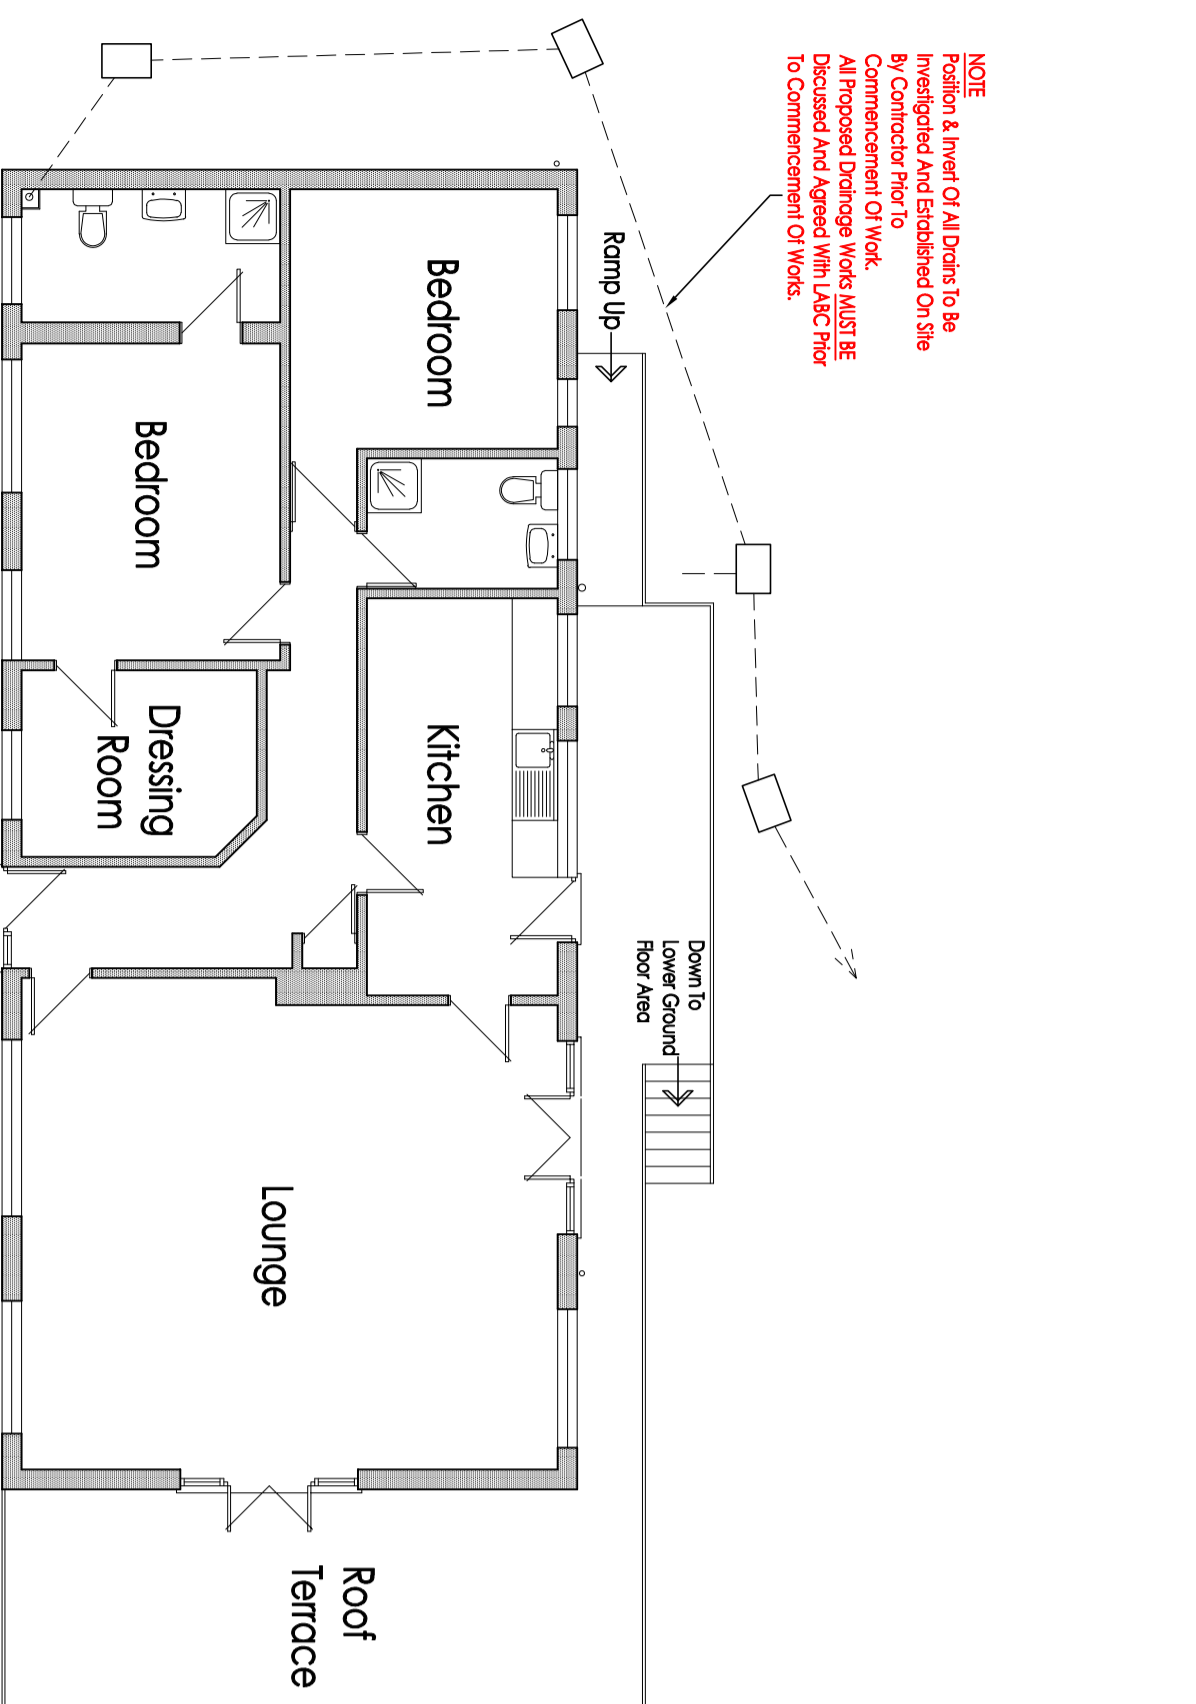 NOTE
Position & Invert Of All Drains To Be
Investigated And Established On Site
By Contractor Prior To
Commencement Of Work.
All Proposed Drainage Works MUST BE
Discussed And Agreed With LABC Prior
To Commencement Of Works.
Ramp Up
Down To
Lower Ground
Floor Area
Bedroom
Kitchen
Bedroom
Dressing
Room
Lounge
Roof
Terrace